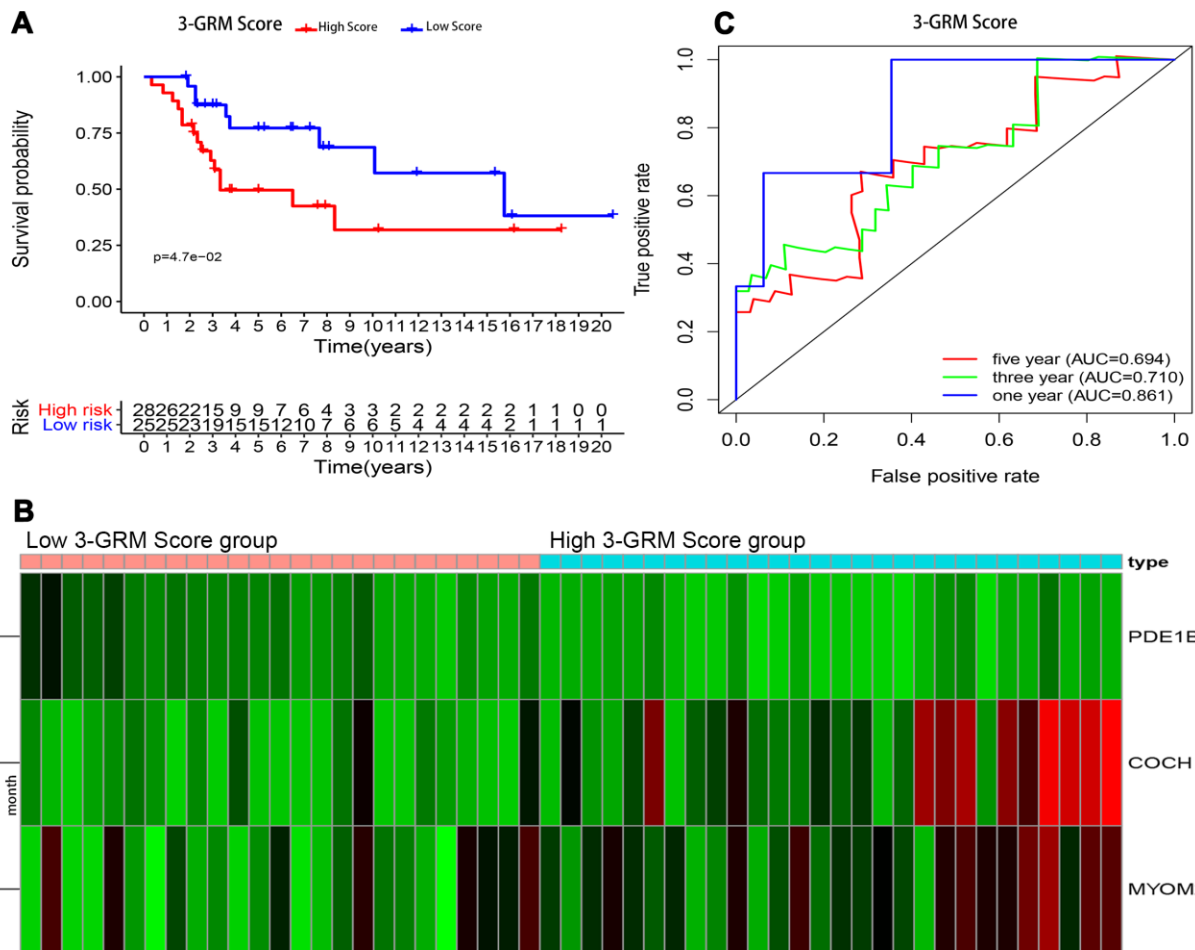 A
3-GRM Score High Score Low Score
Survival probability
1.00
0.75
0.50
0.25
0.00
p=4.7e−02
0 1 2 3 4 5 6 7 8 9 10 11 12 13 14 15 16 17 18 19 20
Time(years)
Risk
High risk 28 26 22 15 9 9 7 6 4 3 3 2 2 2 2 2 2 1 1 0 0
Low risk 25 25 23 19 15 15 12 10 7 6 6 5 4 4 4 4 2 1 1 1 1
0 1 2 3 4 5 6 7 8 9 10 11 12 13 14 15 16 17 18 19 20
Time(years)
C
3-GRM Score
True positive rate
1.0
0.8
0.6
0.4
0.2
0.0
five year (AUC=0.694)
three year (AUC=0.710)
one year (AUC=0.861)
0.0 0.2 0.4 0.6 0.8 1.0
False positive rate
B
Low 3-GRM Score group High 3-GRM Score group
type
PDE1B
COCH
month
MYOM